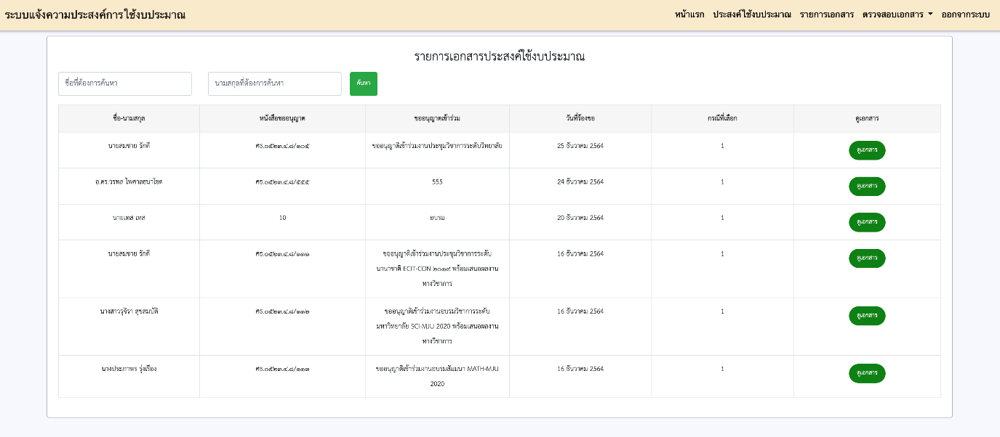 ระบบแจ้งความประสงค์การใช้งบประมาณ
หน้าแรก ประสงค์ใช้งบประมาณ รายการเอกสาร ตรวจสอบเอกสาร ออกจากระบบ
รายการเอกสารประสงค์ใช้งบประมาณ
ชื่อที่ต้องการค้นหา นามสกุลที่ต้องการค้นหา ค้นหา
ชื่อ-นามสกุล หนังสือขออนุญาต ขออนุญาตเข้าร่วม วันที่ร้องขอ กรณีที่เลือก ดูเอกสาร
นายสมชาย รักดี ศธ.๐๕๒๓.๔.๘/๑๐๕ ขออนุญาติเข้าร่วมงานประชุมวิชาการระดับวิทยาลัย 25 ธันวาคม 2564 1 ดูเอกสาร
อ.ดร.วรพล ไพศาลธนาโชต ศธ.๐๕๒๓.๔.๘/๕๕๕ 555 24 ธันวาคม 2564 1 ดูเอกสาร
นายเทส เทส 10 อบรม 20 ธันวาคม 2564 1 ดูเอกสาร
นายสมชาย รักดี ศธ.๐๕๒๓.๔.๘/๑๑๑ ขออนุญาติเข้าร่วมงานประชุมวิชาการระดับ 16 ธันวาคม 2564 1 ดูเอกสาร
นานาชาติ ECIT-CON ๒๐๑๙ พร้อมเสนอผลงาน
ทางวิชาการ
นางสาวรุจิรา สุขสมบัติ ศธ.๐๕๒๓.๔.๘/๑๑๒ ขออนุญาติเข้าร่วมงานอบรมวิชาการระดับ 16 ธันวาคม 2564 1 ดูเอกสาร
มหาวิทยาลัย SCI-MJU 2020 พร้อมเสนอผลงาน
ทางวิชาการ
นางประภาพร รุ่งเรือง ศธ.๐๕๒๓.๔.๘/๑๑๓ ขออนุญาติเข้าร่วมงานอบรมสัมมนา MATH-MJU 16 ธันวาคม 2564 1 ดูเอกสาร
2020